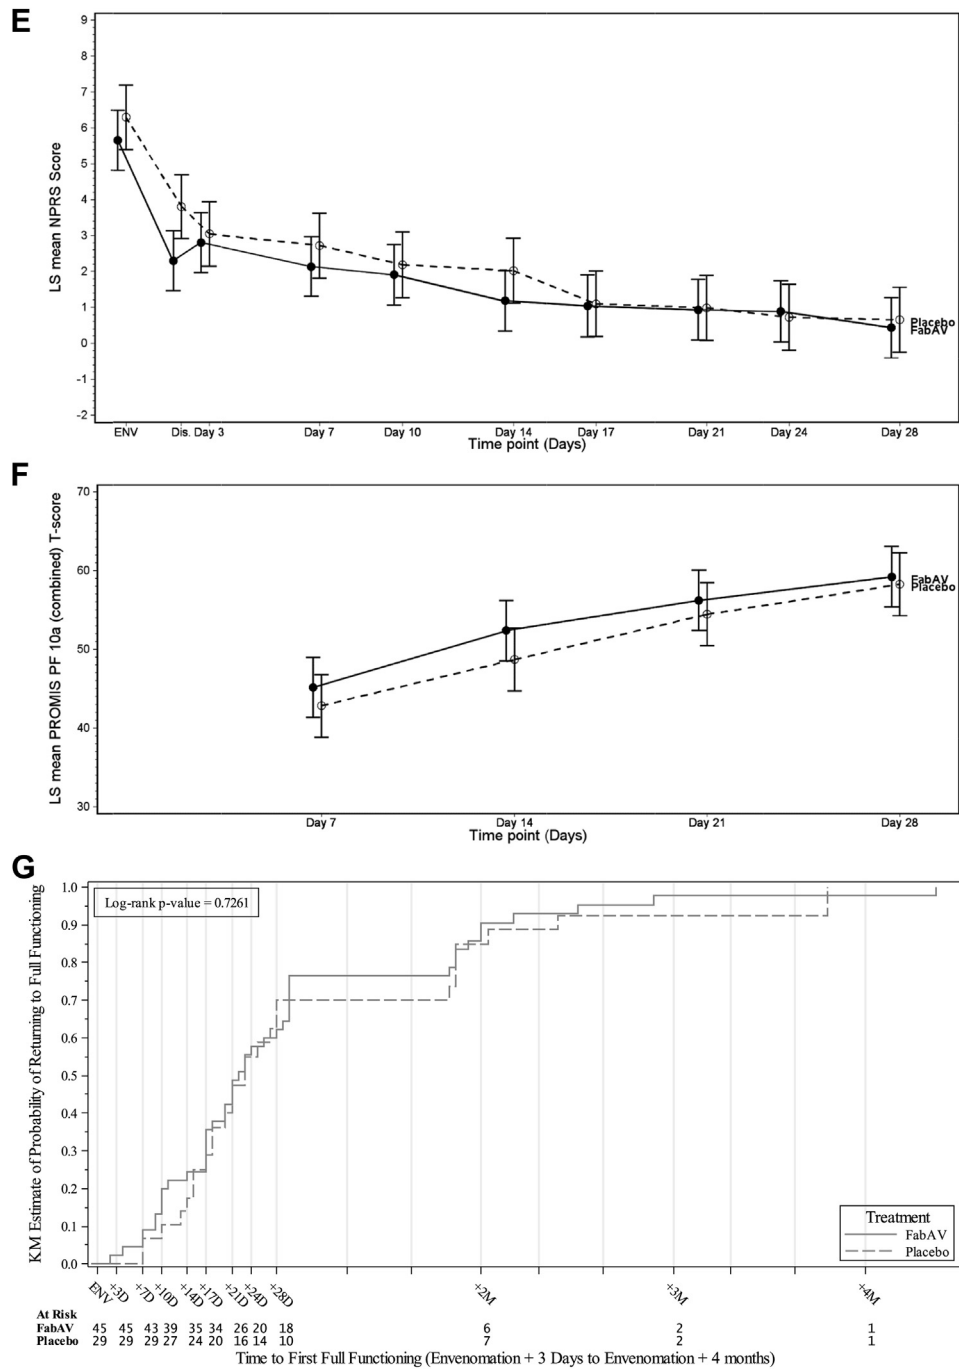 E
9
8
7
6
5
4
3
2
1
0
-1
-2
LS mean NPRS Score
Placebo
FabAV
ENV Dis. Day 3 Day 7 Day 10 Day 14 Day 17 Day 21 Day 24 Day 28
Time point (Days)
F
70
60
50
40
30
LS mean PROMIS PF 10a (combined) T-score
FabAV
Placebo
Day 7 Day 14 Day 21 Day 28
Time point (Days)
G
1.0
0.9
0.8
0.7
0.6
0.5
0.4
0.3
0.2
0.1
0.0
KM Estimate of Probability of Returning to Full Functioning
Log-rank p-value = 0.7261
Treatment
FabAV
Placebo
ENV +3D +7D +10D +14D +17D +21D +24D +28D +2M +3M +4M
At Risk
FabAV 45 45 43 39 35 34 26 20 18 6 2 1
Placebo 29 29 29 27 24 20 16 14 10 7 2 1
Time to First Full Functioning (Envenomation + 3 Days to Envenomation + 4 months)